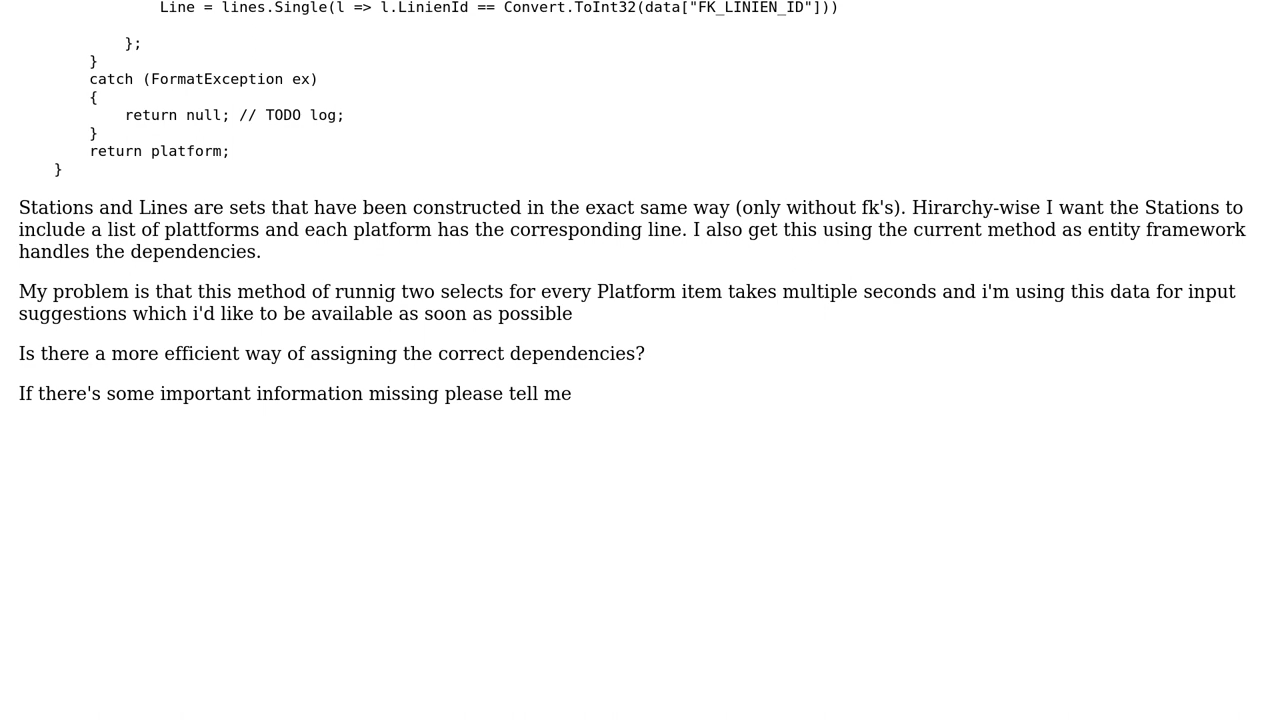 Line = lines.Single(l => l.LinienId == Convert.ToInt32(data["FK_LINIEN_ID"]))
};
}
catch (FormatException ex)
{
return null; // TODO log;
}
return platform;
}
Stations and Lines are sets that have been constructed in the exact same way (only without fk's). Hirarchy-wise I want the Stations to
include a list of plattforms and each platform has the corresponding line. I also get this using the current method as entity framework
handles the dependencies.
My problem is that this method of runnig two selects for every Platform item takes multiple seconds and i'm using this data for input
suggestions which i'd like to be available as soon as possible
Is there a more efficient way of assigning the correct dependencies?
If there's some important information missing please tell me